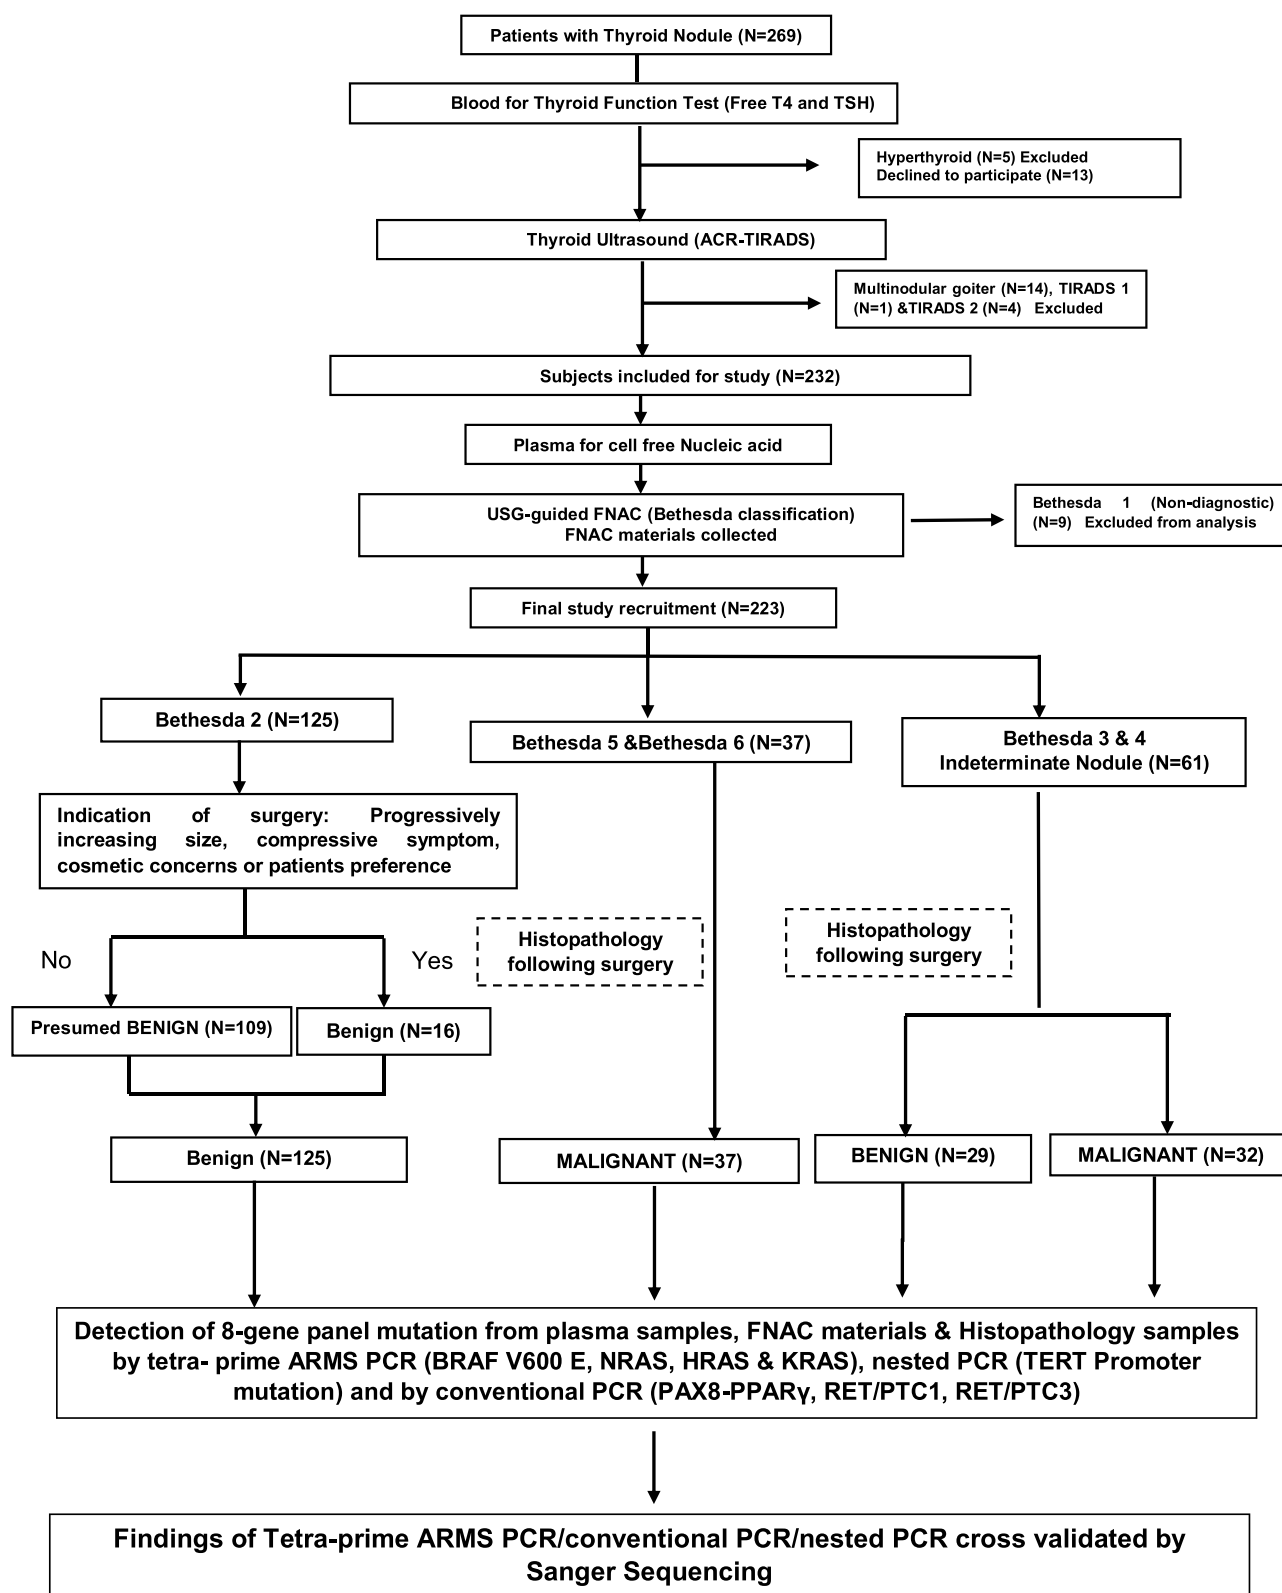 Patients with Thyroid Nodule (N=269)
Blood for Thyroid Function Test (Free T4 and TSH)
Hyperthyroid (N=5) Excluded
Declined to participate (N=13)
Thyroid Ultrasound (ACR-TIRADS)
Multinodular goiter (N=14), TIRADS 1
(N=1) &TIRADS 2 (N=4) Excluded
Subjects included for study (N=232)
Plasma for cell free Nucleic acid
USG-guided FNAC (Bethesda classification)
FNAC materials collected
Bethesda 1 (Non-diagnostic)
(N=9) Excluded from analysis
Final study recruitment (N=223)
Bethesda 2 (N=125)
Bethesda 5 &Bethesda 6 (N=37)
Bethesda 3 & 4
Indeterminate Nodule (N=61)
Indication of surgery: Progressively
increasing size, compressive symptom,
cosmetic concerns or patients preference
No
Yes
Histopathology
following surgery
Histopathology
following surgery
Presumed BENIGN (N=109)
Benign (N=16)
Benign (N=125)
MALIGNANT (N=37)
BENIGN (N=29)
MALIGNANT (N=32)
Detection of 8-gene panel mutation from plasma samples, FNAC materials & Histopathology samples
by tetra- prime ARMS PCR (BRAF V600 E, NRAS, HRAS & KRAS), nested PCR (TERT Promoter
mutation) and by conventional PCR (PAX8-PPARγ, RET/PTC1, RET/PTC3)
Findings of Tetra-prime ARMS PCR/conventional PCR/nested PCR cross validated by
Sanger Sequencing